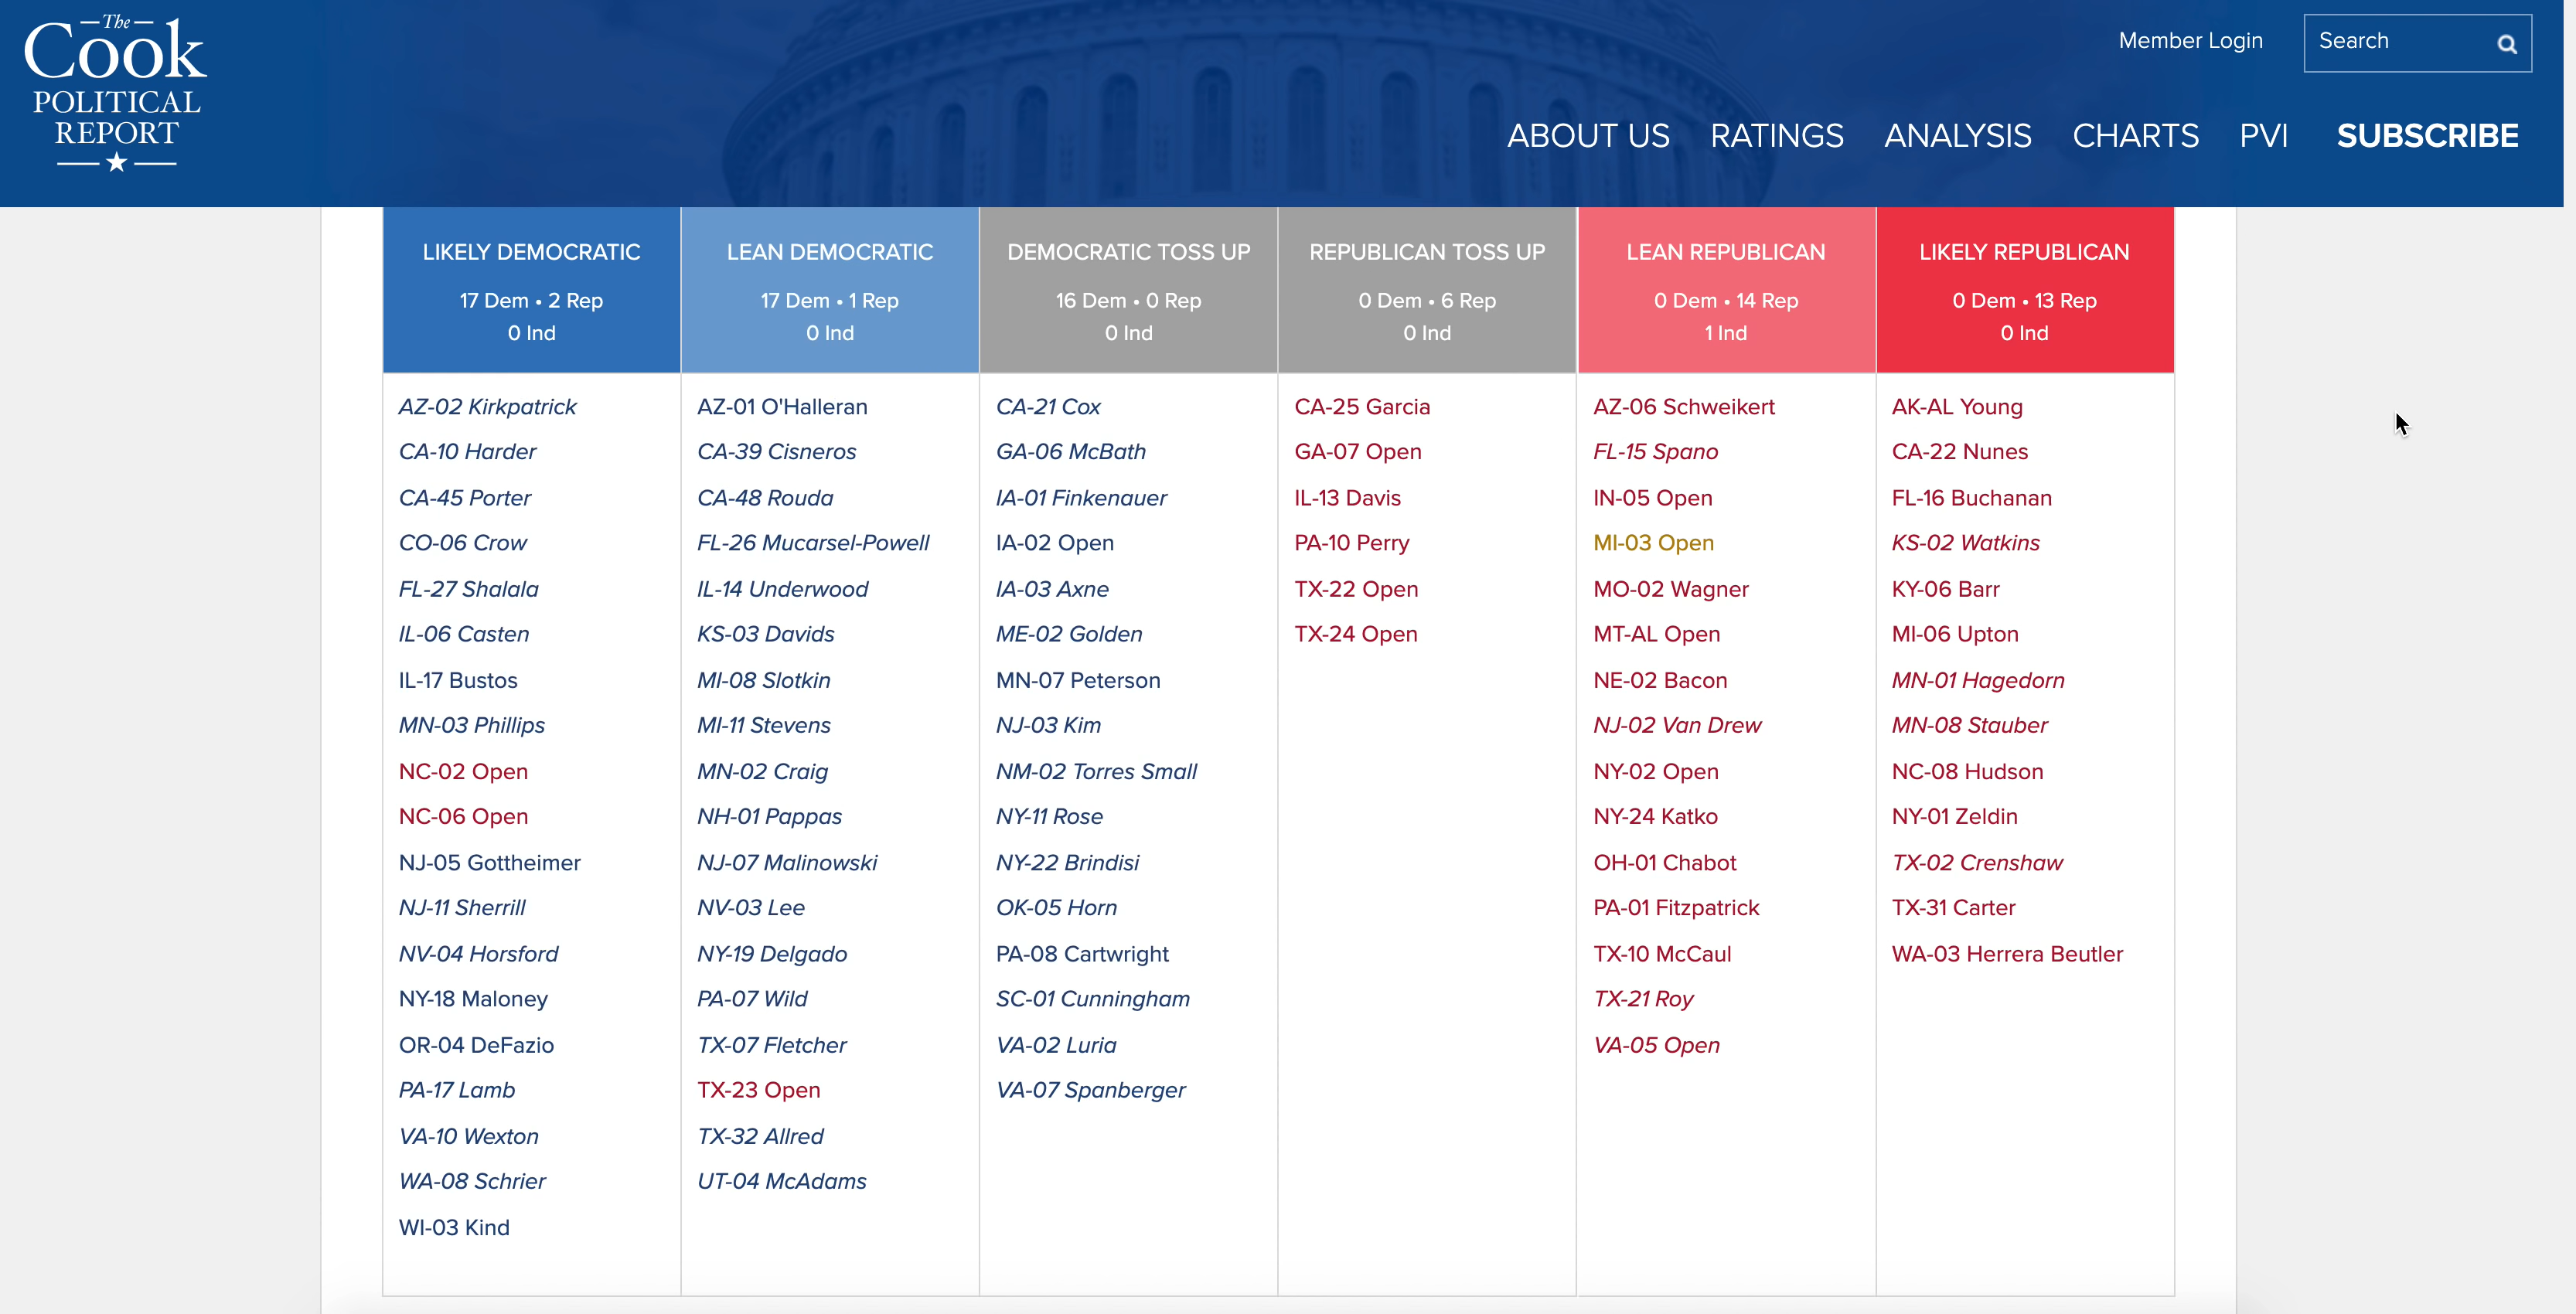 The
Cook
POLITICAL
REPORT
Member Login
Search
ABOUT US RATINGS ANALYSIS CHARTS PVI SUBSCRIBE
LIKELY DEMOCRATIC
17 Dem • 2 Rep
0 Ind
AZ-02 Kirkpatrick
CA-10 Harder
CA-45 Porter
CO-06 Crow
FL-27 Shalala
IL-06 Casten
IL-17 Bustos
MN-03 Phillips
NC-02 Open
NC-06 Open
NJ-05 Gottheimer
NJ-11 Sherrill
NV-04 Horsford
NY-18 Maloney
OR-04 DeFazio
PA-17 Lamb
VA-10 Wexton
WA-08 Schrier
WI-03 Kind
LEAN DEMOCRATIC
17 Dem • 1 Rep
0 Ind
AZ-01 O'Halleran
CA-39 Cisneros
CA-48 Rouda
FL-26 Mucarsel-Powell
IL-14 Underwood
KS-03 Davids
MI-08 Slotkin
MI-11 Stevens
MN-02 Craig
NH-01 Pappas
NJ-07 Malinowski
NV-03 Lee
NY-19 Delgado
PA-07 Wild
TX-07 Fletcher
TX-23 Open
TX-32 Allred
UT-04 McAdams
DEMOCRATIC TOSS UP
16 Dem • 0 Rep
0 Ind
CA-21 Cox
GA-06 McBath
IA-01 Finkenauer
IA-02 Open
IA-03 Axne
ME-02 Golden
MN-07 Peterson
NJ-03 Kim
NM-02 Torres Small
NY-11 Rose
NY-22 Brindisi
OK-05 Horn
PA-08 Cartwright
SC-01 Cunningham
VA-02 Luria
VA-07 Spanberger
REPUBLICAN TOSS UP
0 Dem • 6 Rep
0 Ind
CA-25 Garcia
GA-07 Open
IL-13 Davis
PA-10 Perry
TX-22 Open
TX-24 Open
LEAN REPUBLICAN
0 Dem • 14 Rep
1 Ind
AZ-06 Schweikert
FL-15 Spano
IN-05 Open
MI-03 Open
MO-02 Wagner
MT-AL Open
NE-02 Bacon
NJ-02 Van Drew
NY-02 Open
NY-24 Katko
OH-01 Chabot
PA-01 Fitzpatrick
TX-10 McCaul
TX-21 Roy
VA-05 Open
LIKELY REPUBLICAN
0 Dem • 13 Rep
0 Ind
AK-AL Young
CA-22 Nunes
FL-16 Buchanan
KS-02 Watkins
KY-06 Barr
MI-06 Upton
MN-01 Hagedorn
MN-08 Stauber
NC-08 Hudson
NY-01 Zeldin
TX-02 Crenshaw
TX-31 Carter
WA-03 Herrera Beutler